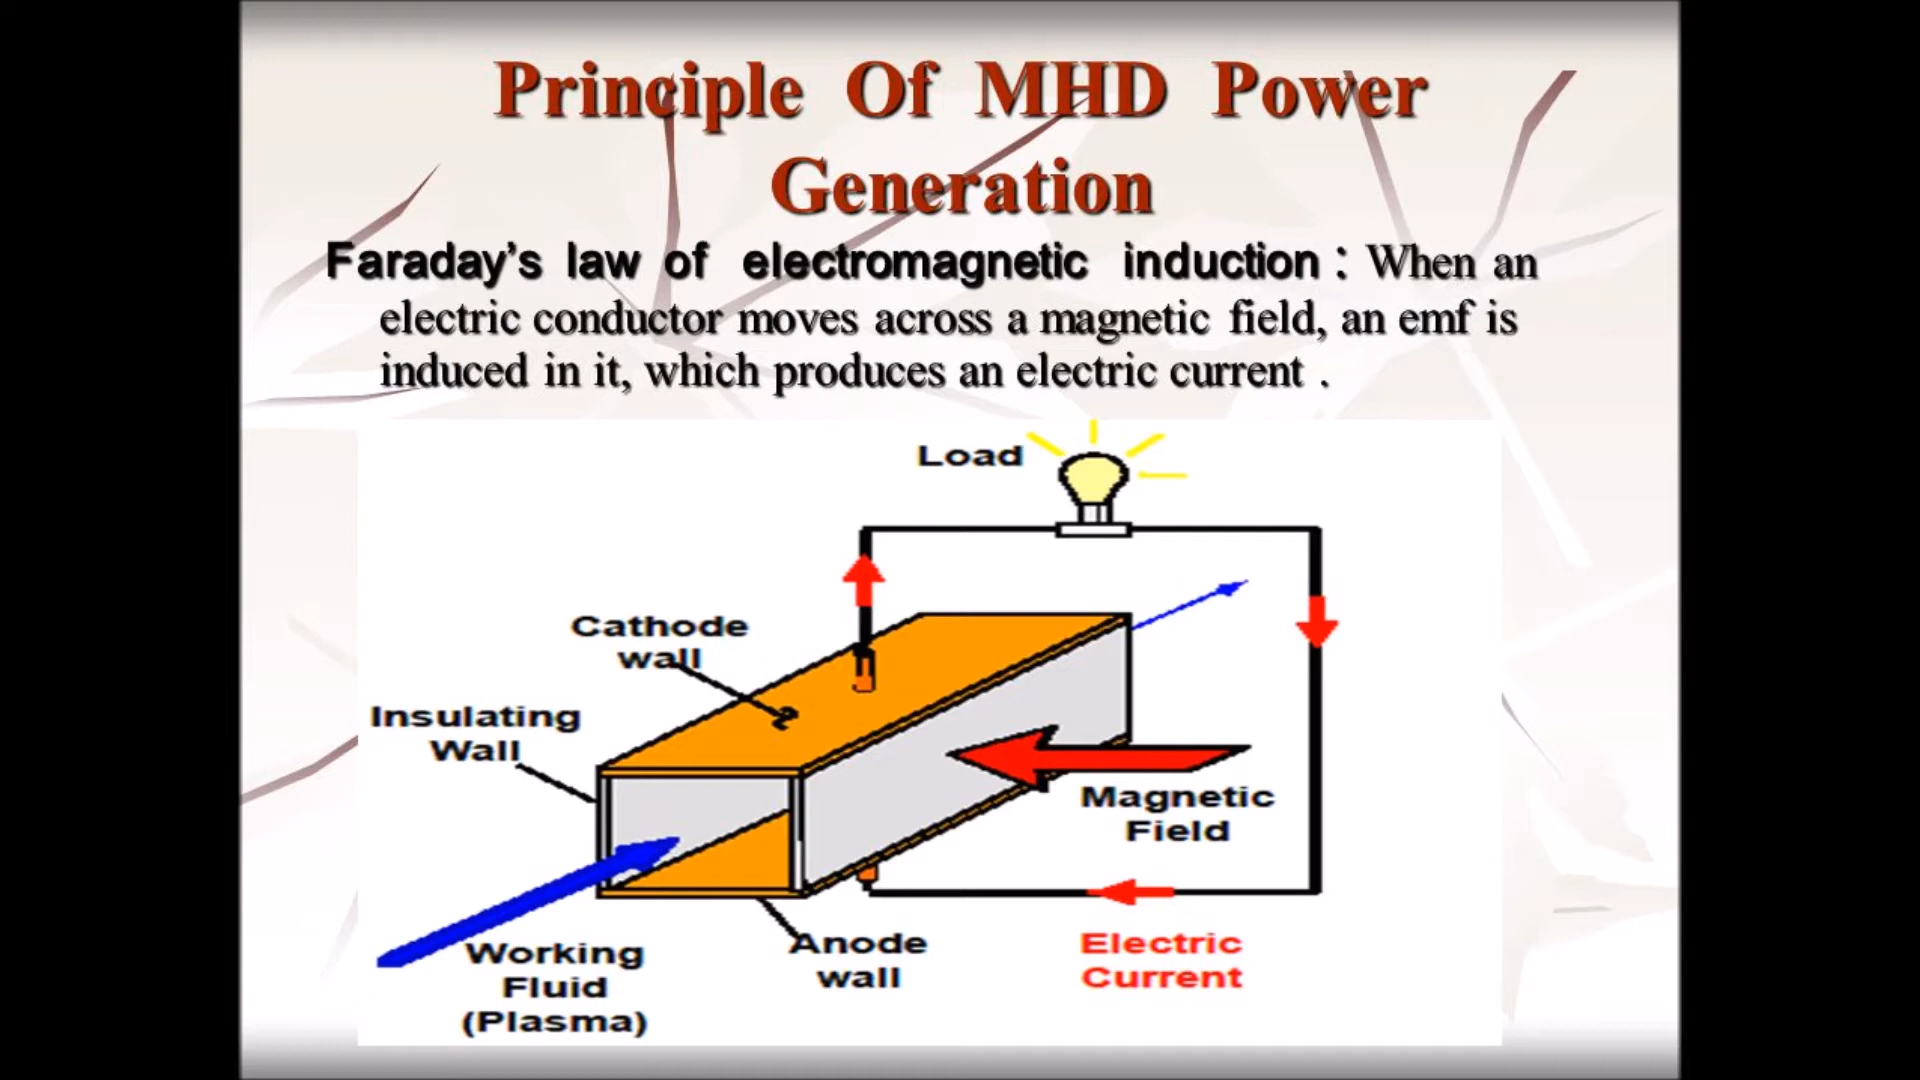 Principle Of MHD Power
Generation
Faraday’s law of electromagnetic induction : When an
electric conductor moves across a magnetic field, an emf is
induced in it, which produces an electric current .
Load
Cathode
wall
Insulating
Wall
Magnetic
Field
Working
Fluid
(Plasma)
Anode
wall
Electric
Current